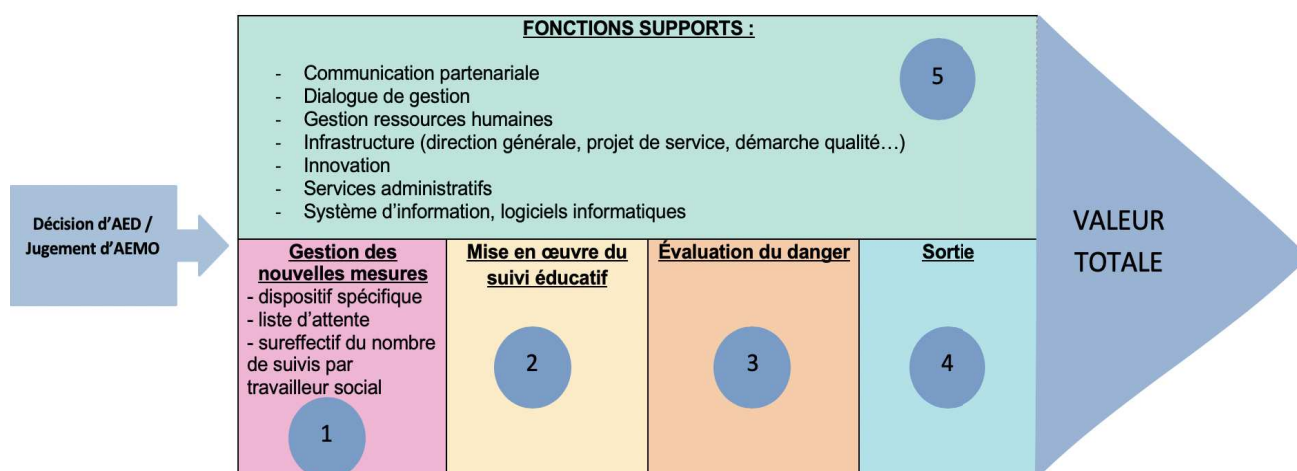 FONCTIONS SUPPORTS :
- Communication partenariale
- Dialogue de gestion
- Gestion ressources humaines
- Infrastructure (direction générale, projet de service, démarche qualité…)
- Innovation
- Services administratifs
- Système d'information, logiciels informatiques
5
Décision d'AED /
Jugement d'AEMO
Gestion des
nouvelles mesures
- dispositif spécifique
- liste d'attente
- sureffectif du nombre
de suivis par
travailleur social
1
Mise en œuvre du
suivi éducatif
2
Évaluation du danger
3
Sortie
4
VALEUR
TOTALE